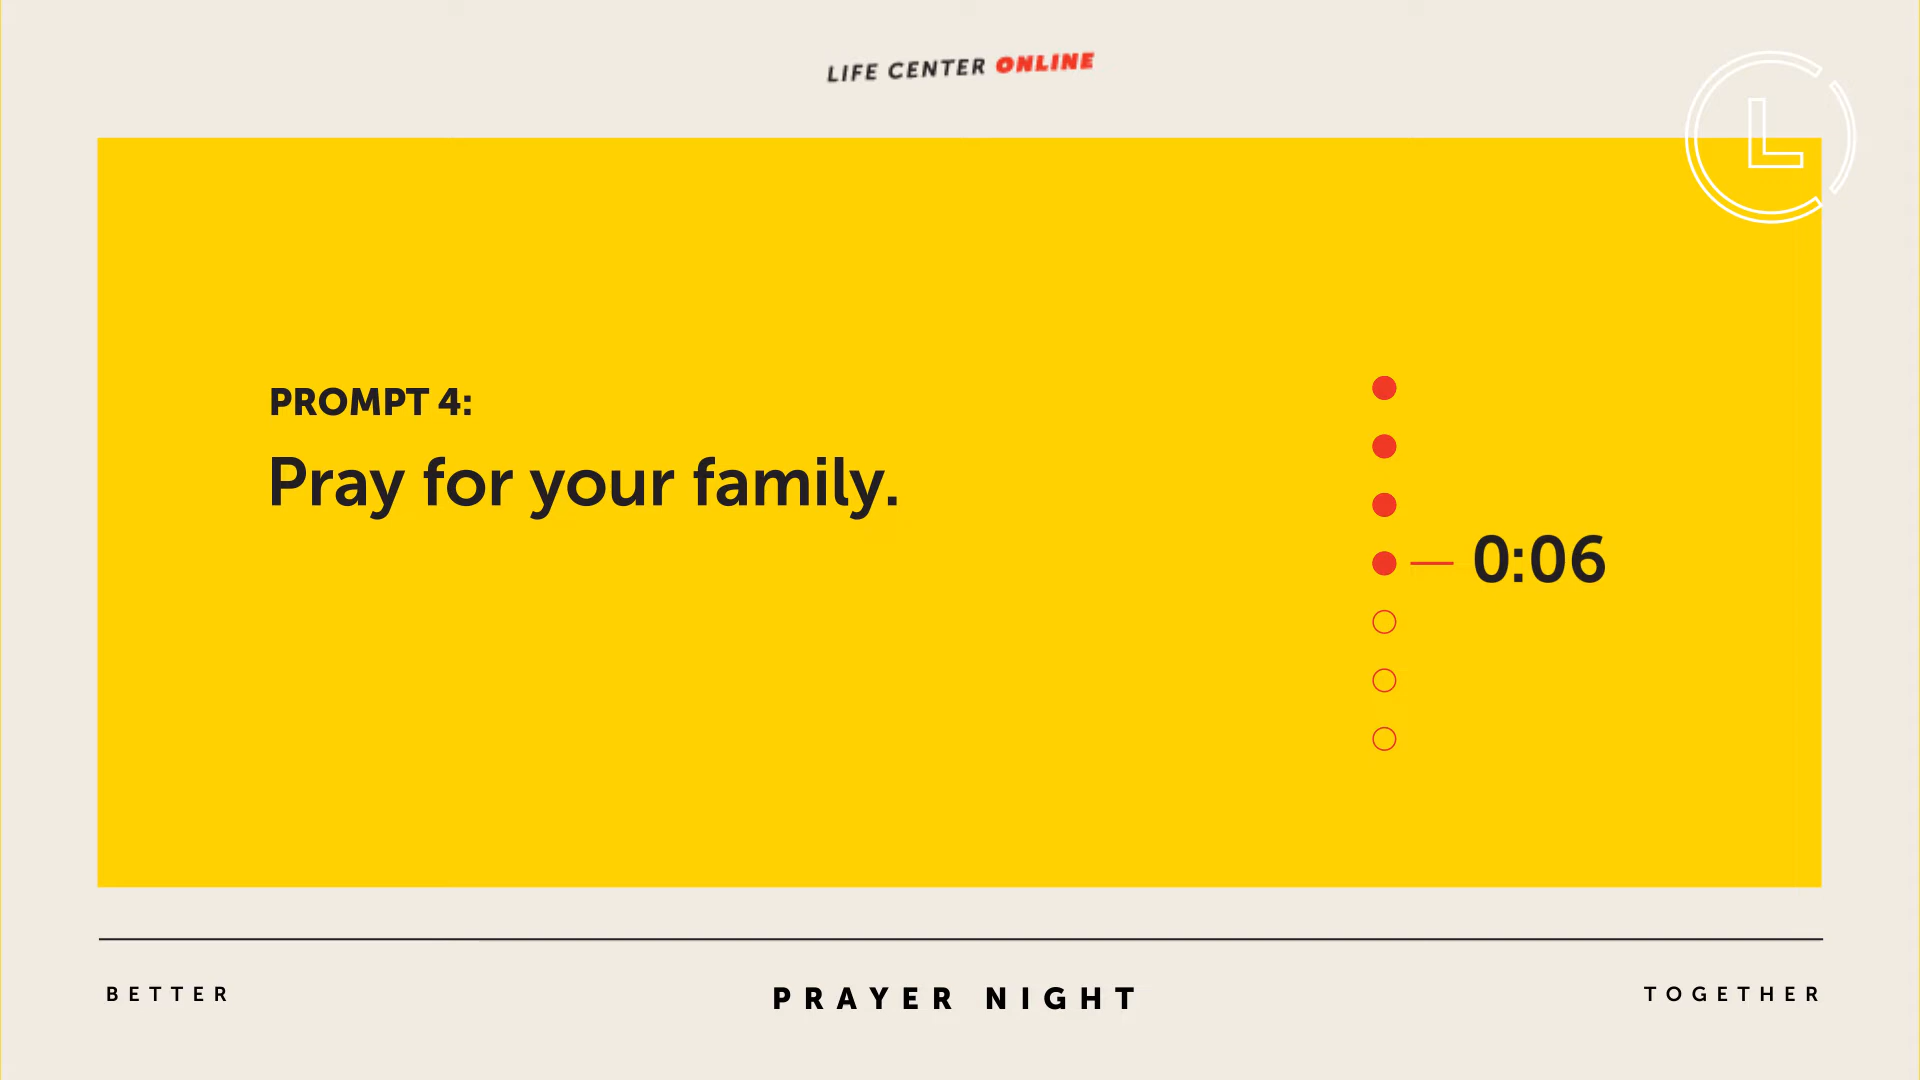 LIFE CENTER ONLINE
L
PROMPT 4:
Pray for your family.
0:06
BETTER
PRAYER NIGHT
TOGETHER